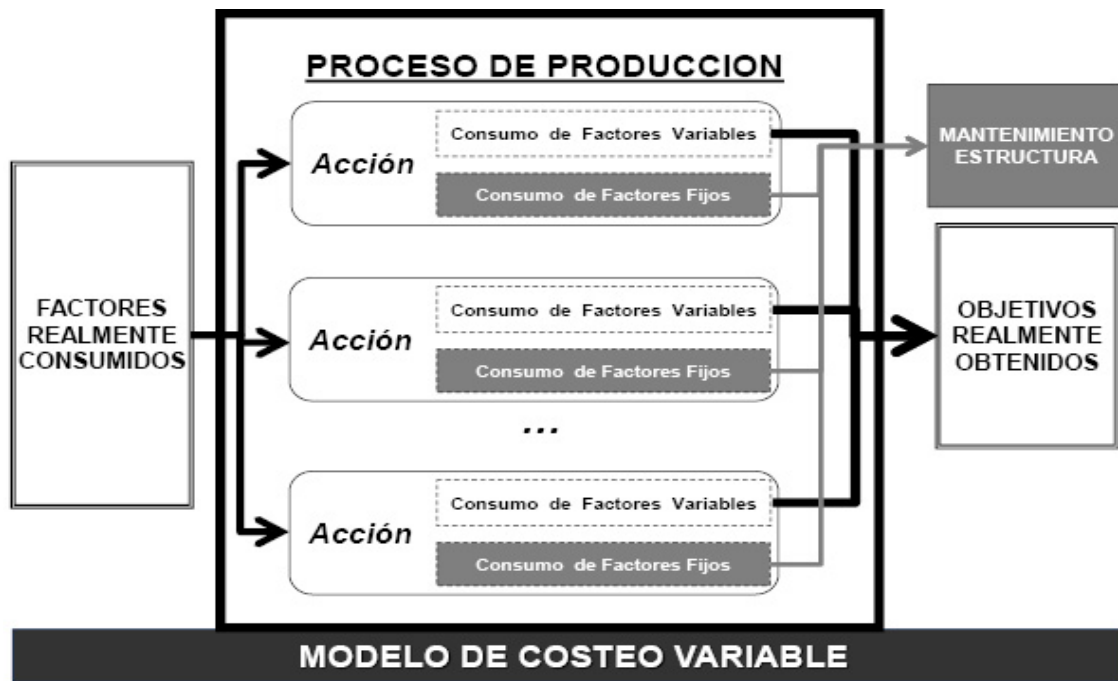 PROCESO DE PRODUCCION
FACTORES
REALMENTE
CONSUMIDOS
Acción
Consumo de Factores Variables
Consumo de Factores Fijos
Acción
Consumo de Factores Variables
Consumo de Factores Fijos
...
Acción
Consumo de Factores Variables
Consumo de Factores Fijos
MANTENIMIENTO
ESTRUCTURA
OBJETIVOS
REALMENTE
OBTENIDOS
MODELO DE COSTEO VARIABLE